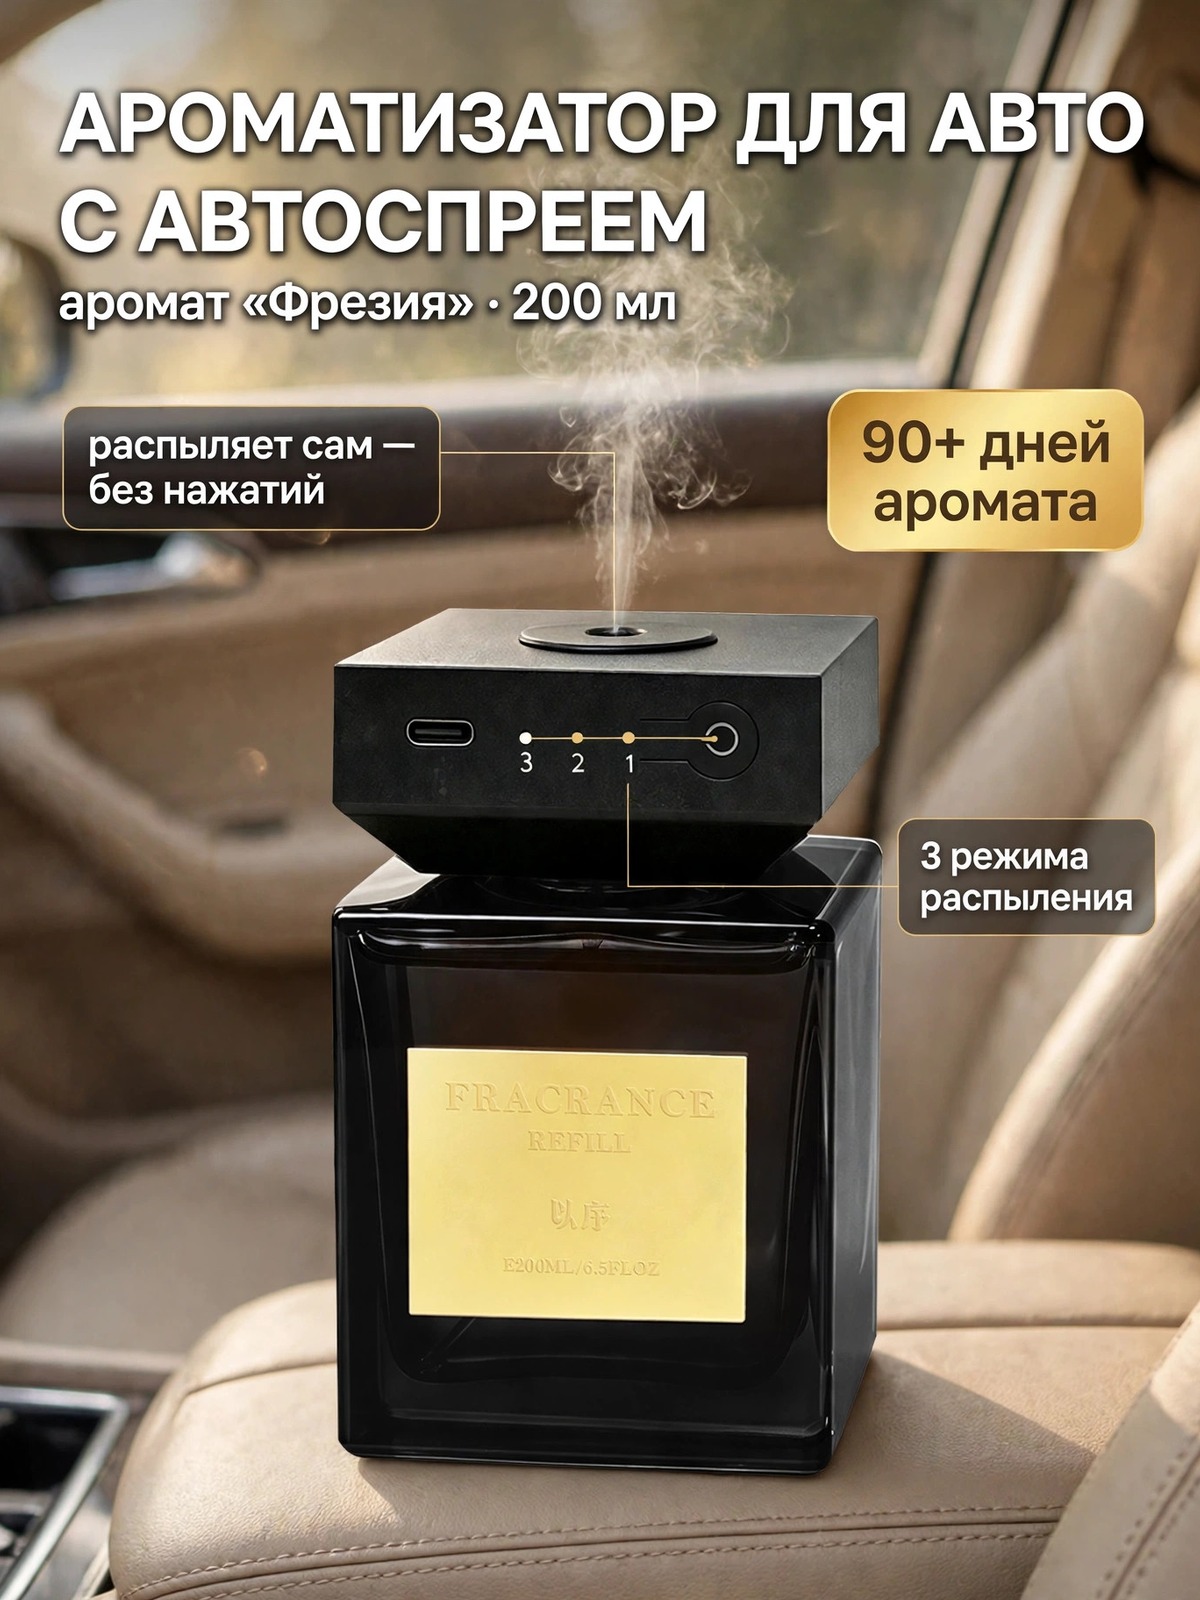 АРОМАТИЗАТОР ДЛЯ АВТО
С АВТОСПРЕЕМ
аромат «Фрезия» · 200 мл
распыляет сам —
без нажатий
90+ дней
аромата
3 2 1
3 режима
распыления
FRAGRANCE
REFILL
以序
E200ML/6.5FLOZ